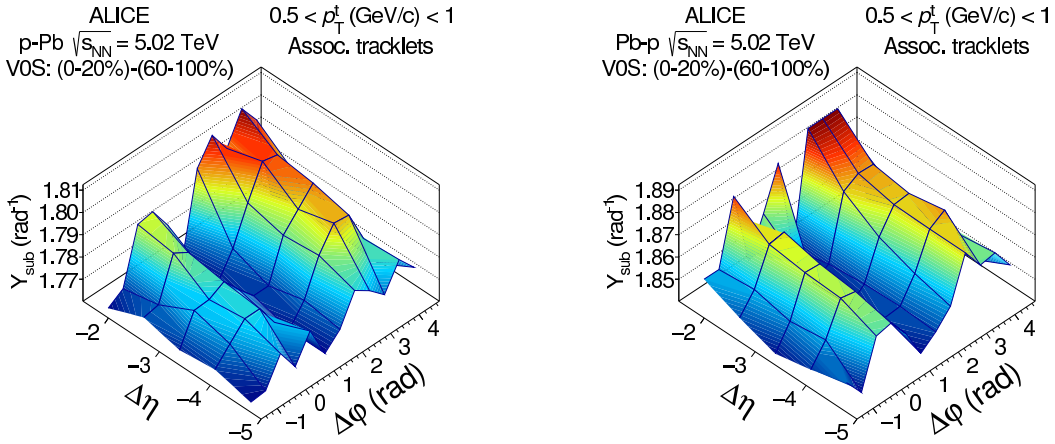 ALICE
p-Pb √s_NN = 5.02 TeV
V0S: (0-20%)-(60-100%)
0.5 < p_T^t (GeV/c) < 1
Assoc. tracklets
Y_sub (rad⁻¹)
1.81
1.80
1.79
1.78
1.77
−2
−3
−4
−5
Δη
−1
0
1
2
3
4
Δφ (rad)
ALICE
Pb-p √s_NN = 5.02 TeV
V0S: (0-20%)-(60-100%)
0.5 < p_T^t (GeV/c) < 1
Assoc. tracklets
Y_sub (rad⁻¹)
1.89
1.88
1.87
1.86
1.85
−2
−3
−4
−5
Δη
−1
0
1
2
3
4
Δφ (rad)